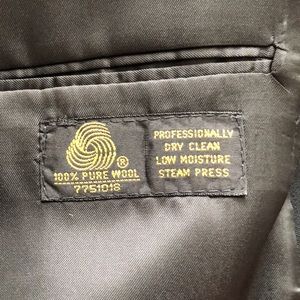 ®
100% PURE WOOL
7751018
PROFESSIONALLY
DRY CLEAN
LOW MOISTURE
STEAM PRESS